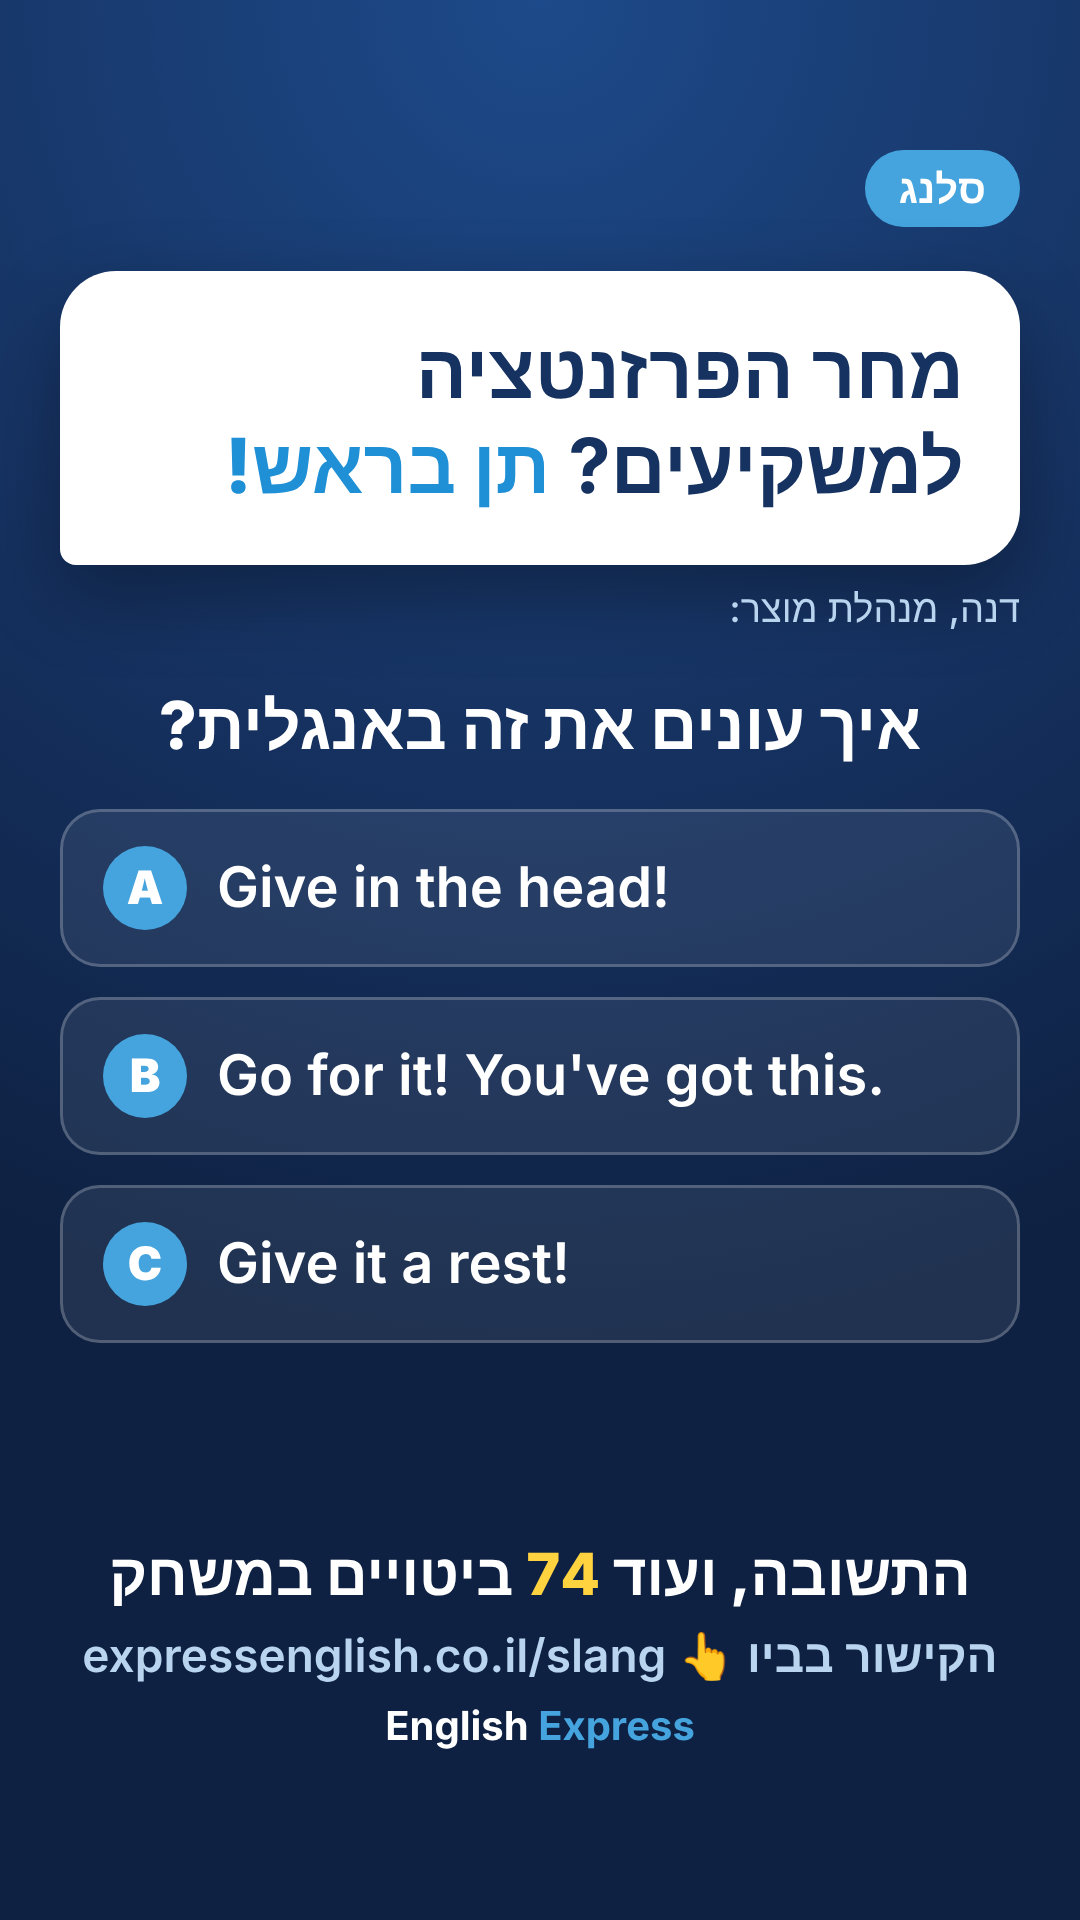 סלנג
מחר הפרזנטציה
למשקיעים? תן בראש!
דנה, מנהלת מוצר:
איך עונים את זה באנגלית?
A Give in the head!
B Go for it! You've got this.
C Give it a rest!
התשובה, ועוד 74 ביטויים במשחק
הקישור בביו 👆 expressenglish.co.il/slang
English Express